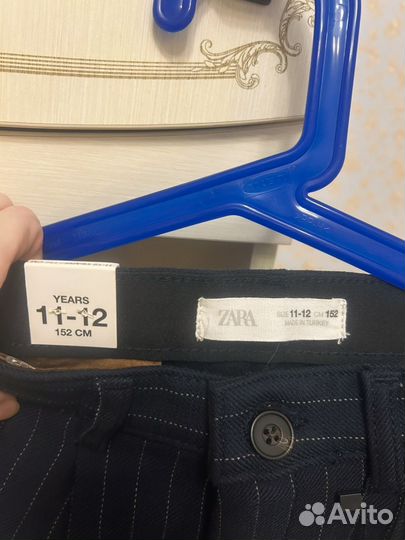 YEARS
11-12
152 CM
ZARA
SIZE 11-12 CM 152
MADE IN TURKEY
Avito